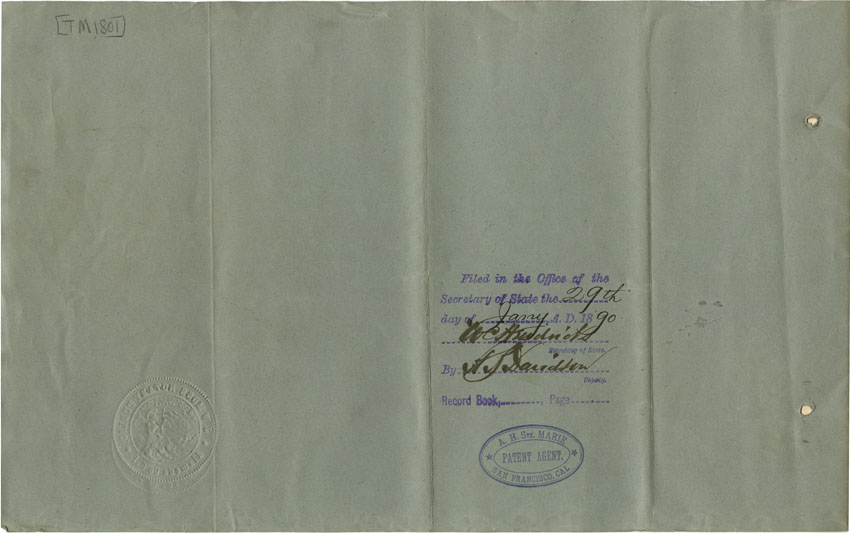 [TM1801]
Filed in the Office of the
Secretary of State the 29th
day of Jany A. D. 1890
W C Hendricks
Secretary of State.
By A J Davidson
Deputy.
Record Book, , Page
A. H. STE. MARIE
PATENT AGENT.
SAN FRANCISCO, CAL